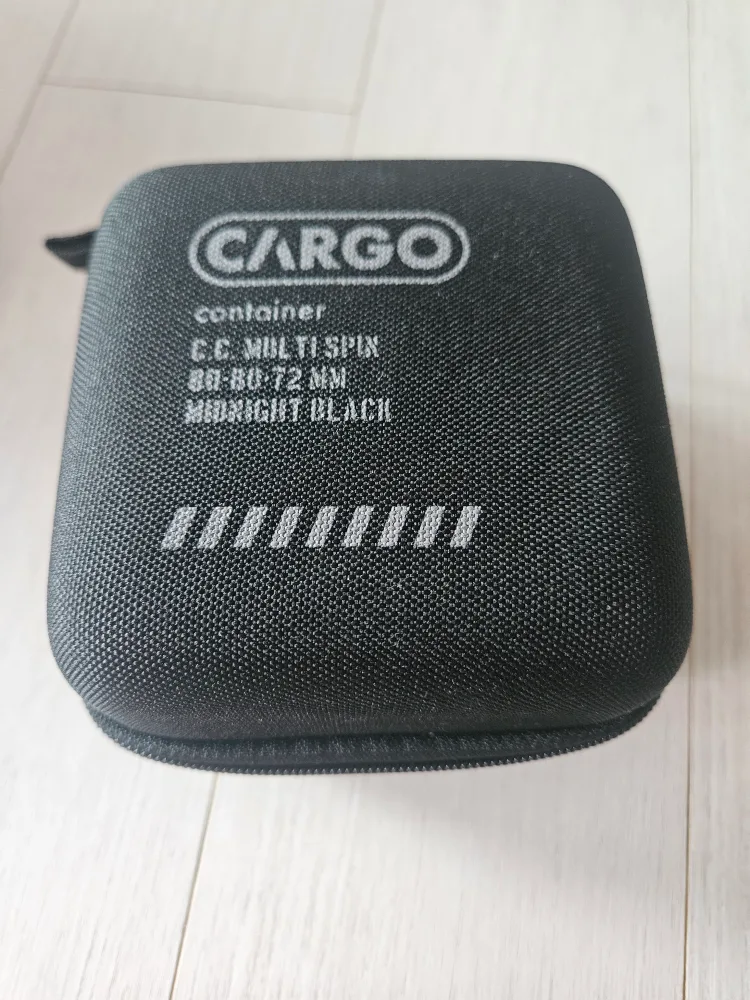 CARGO
container
C.C MULTI SPIN
80·80·72 MM
MIDNIGHT BLACK